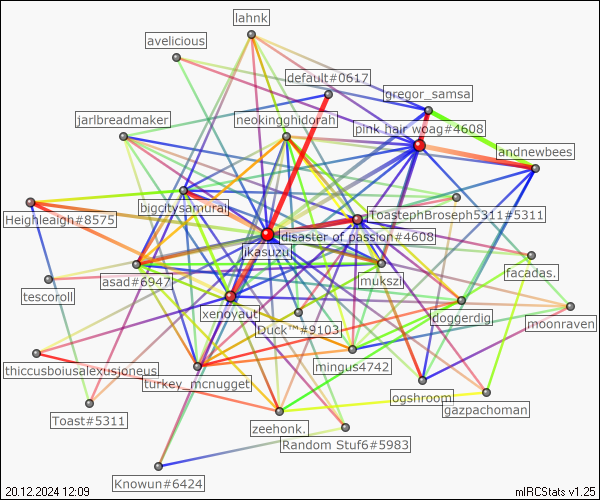 lahnk
avelicious
default#0617
gregor_samsa
jarlbreadmaker
neokingghidorah
pink hair woag#4608
andnewbees
Heighleaigh#8575
bigcitysamurai
ToastephBroseph5311#5311
disaster of passion#4608
jikasuzu
facadas.
tescoroll
asad#6947
mukszi
xenoyaut
doggerdig
moonraven
Duck™#9103
thiccusboiusalexusjoneus
turkey_mcnugget
mingus4742
ogshroom
gazpachoman
Toast#5311
zeehonk.
Random Stuf6#5983
Knowun#6424
20.12.2024 12:09
mIRCStats v1.25